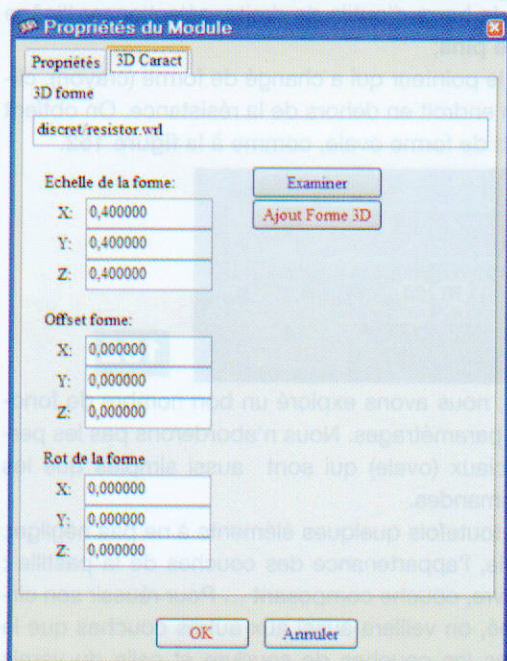 Propriétés du Module
Propriétés 3D Caract
3D forme
discret/resistor.wrl
Echelle de la forme:
X: 0,400000
Y: 0,400000
Z: 0,400000
Examiner
Ajout Forme 3D
Offset forme:
X: 0,000000
Y: 0,000000
Z: 0,000000
Rot de la forme
X: 0,000000
Y: 0,000000
Z: 0,000000
OK Annuler